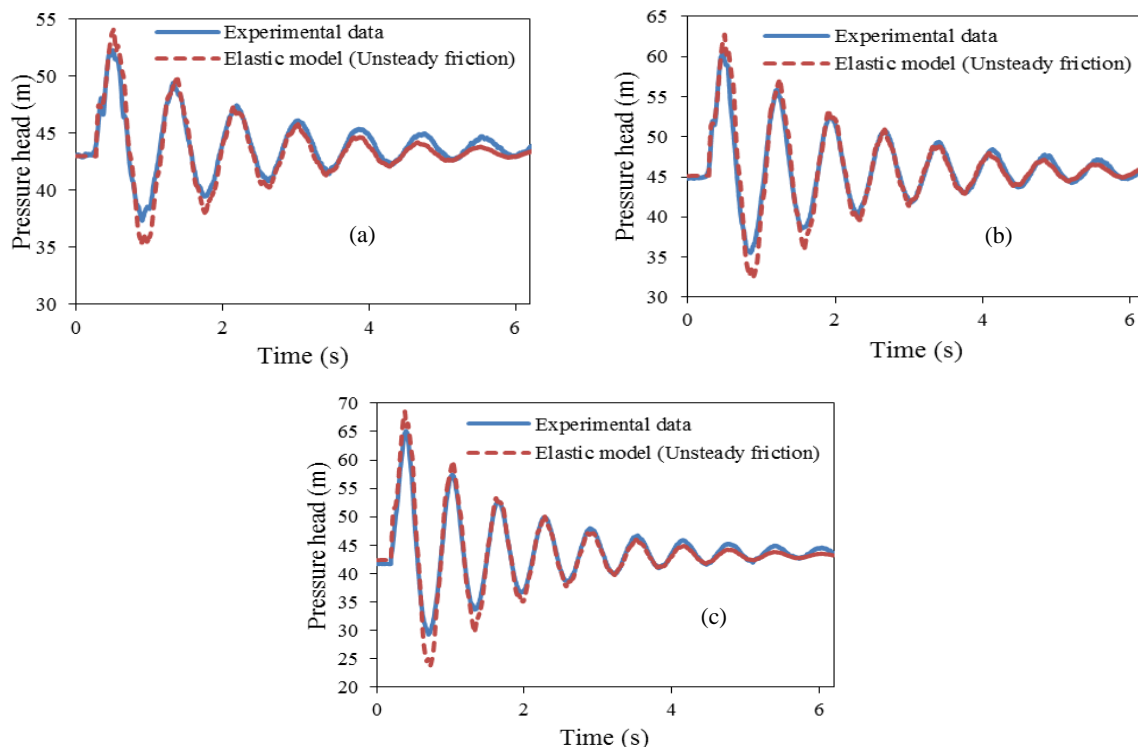 55
50
45
40
35
30
Pressure head (m)
Experimental data
Elastic model (Unsteady friction)
(a)
0
2
4
6
Time (s)
65
60
55
50
45
40
35
30
Pressure head (m)
Experimental data
Elastic model (Unsteady friction)
(b)
0
2
4
6
Time (s)
70
65
60
55
50
45
40
35
30
25
20
Pressure head (m)
Experimental data
Elastic model (Unsteady friction)
(c)
0
2
4
6
Time (s)